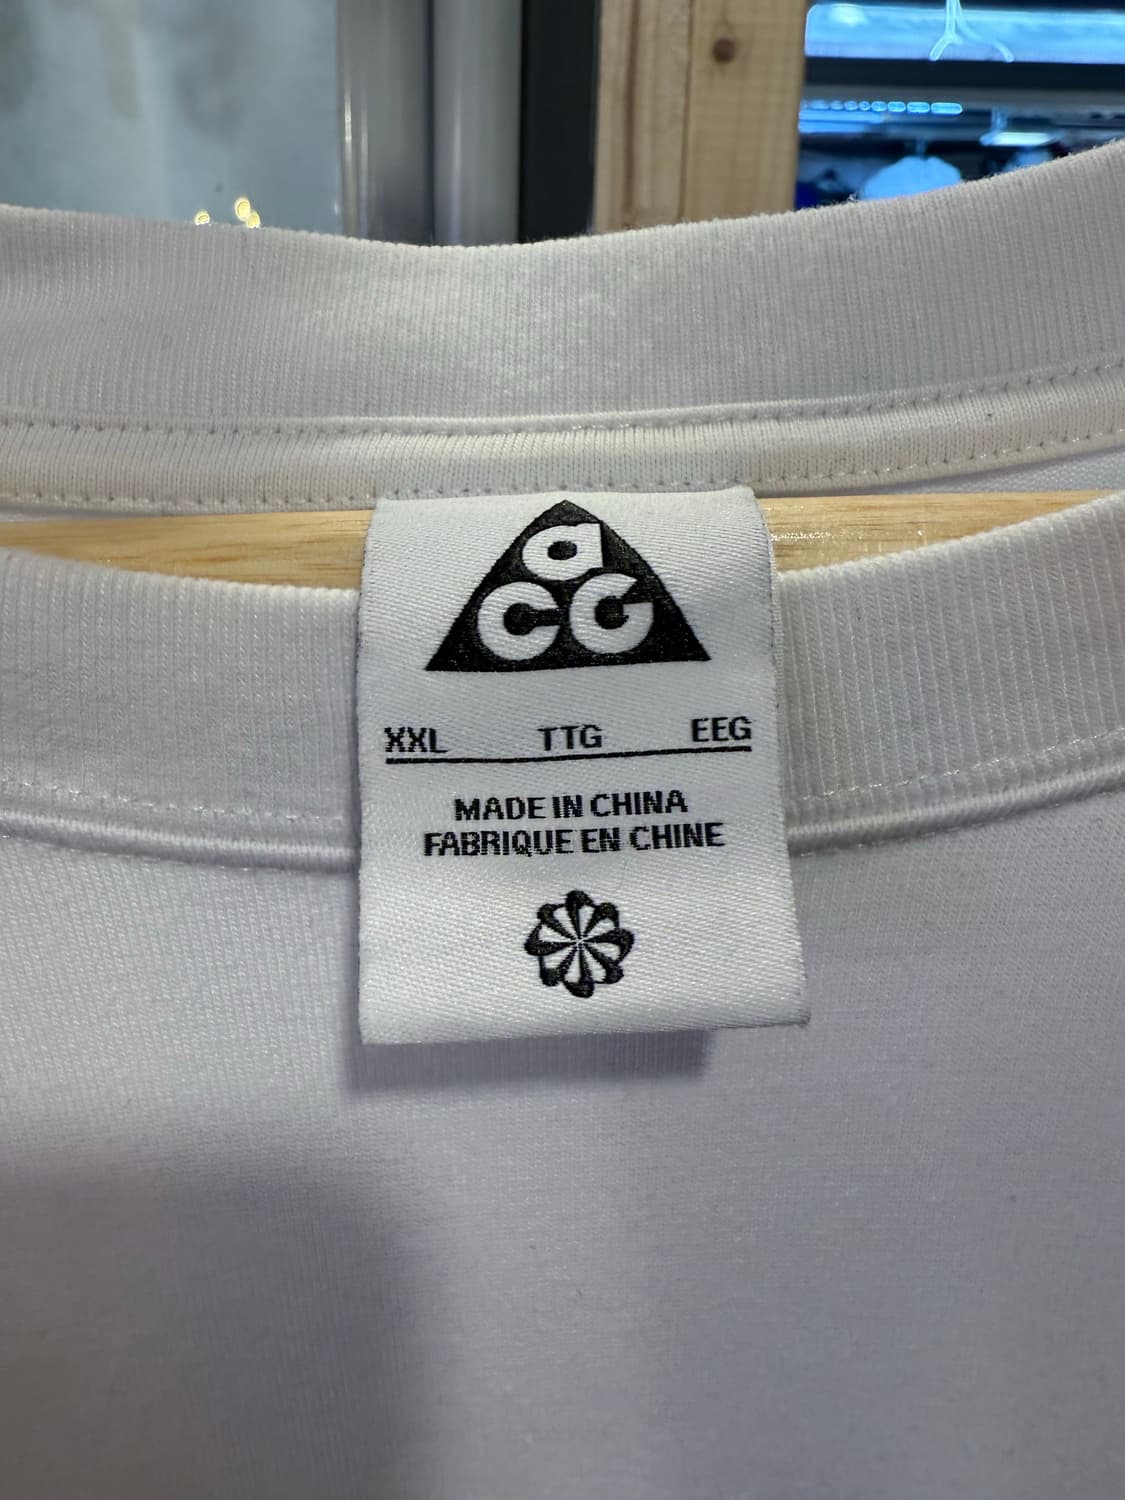 aCG
XXL TTG EEG
MADE IN CHINA
FABRIQUE EN CHINE